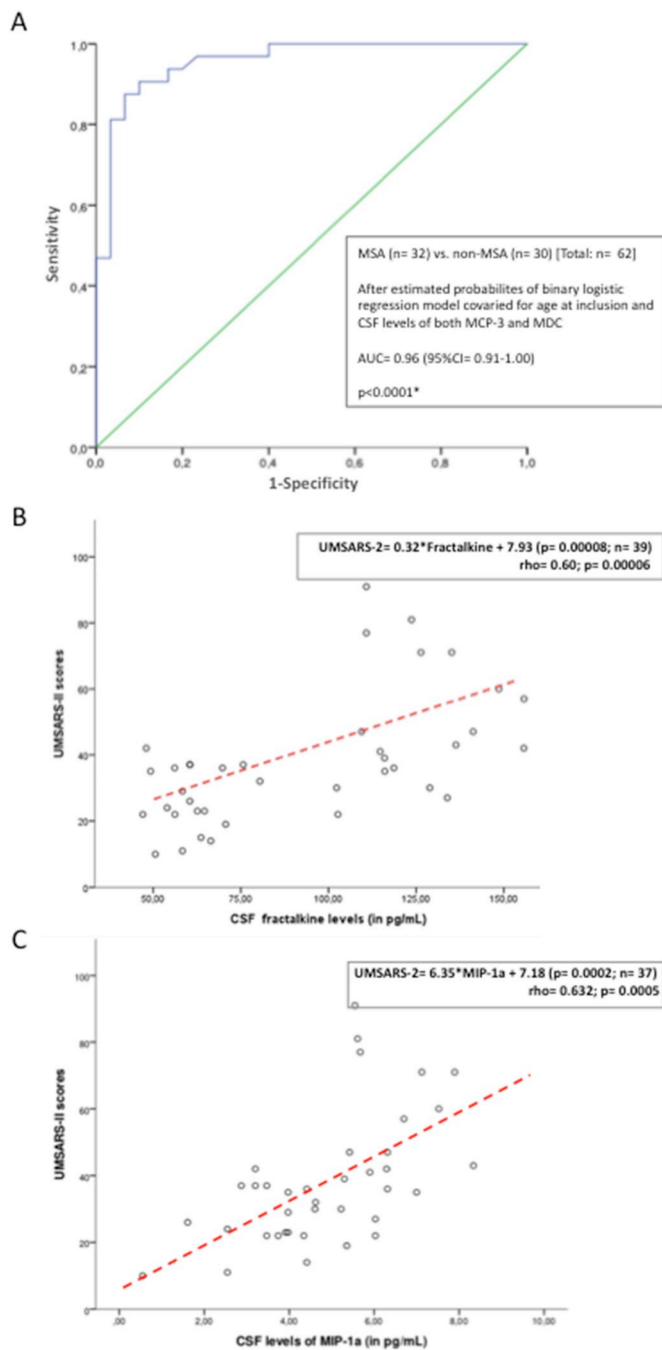 A
1,0
0,8
0,6
0,4
0,2
0,0
Sensitivity
MSA (n= 32) vs. non-MSA (n= 30) [Total: n= 62]
After estimated probabilites of binary logistic
regression model covaried for age at inclusion and
CSF levels of both MCP-3 and MDC
AUC= 0.96 (95%CI= 0.91-1.00)
p<0.0001*
0,0 0,2 0,4 0,6 0,8 1,0
1-Specificity
B
UMSARS-2= 0.32*Fractalkine + 7.93 (p= 0.00008; n= 39)
rho= 0.60; p= 0.00006
100
80
60
40
20
0
UMSARS-II scores
50,00 75,00 100,00 125,00 150,00
CSF fractalkine levels (in pg/mL)
C
UMSARS-2= 6.35*MIP-1a + 7.18 (p= 0.0002; n= 37)
rho= 0.632; p= 0.0005
100
80
60
40
20
0
UMSARS-II scores
,00 2,00 4,00 6,00 8,00 10,00
CSF levels of MIP-1a (in pg/mL)